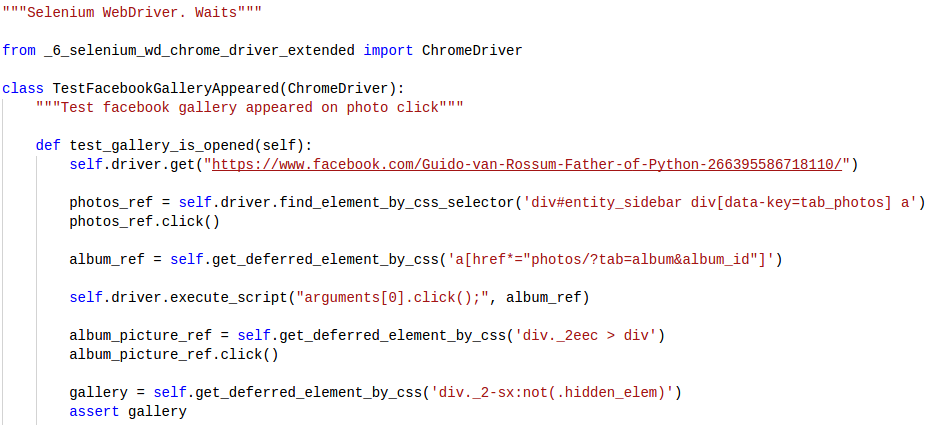 """Selenium WebDriver. Waits"""
from _6_selenium_wd_chrome_driver_extended import ChromeDriver
class TestFacebookGalleryAppeared(ChromeDriver):
"""Test facebook gallery appeared on photo click"""
def test_gallery_is_opened(self):
self.driver.get("https://www.facebook.com/Guido-van-Rossum-Father-of-Python-266395586718110/")
photos_ref = self.driver.find_element_by_css_selector('div#entity_sidebar div[data-key=tab_photos] a')
photos_ref.click()
album_ref = self.get_deferred_element_by_css('a[href*="photos/?tab=album&album_id"]')
self.driver.execute_script("arguments[0].click();", album_ref)
album_picture_ref = self.get_deferred_element_by_css('div._2eec > div')
album_picture_ref.click()
gallery = self.get_deferred_element_by_css('div._2-sx:not(.hidden_elem)')
assert gallery